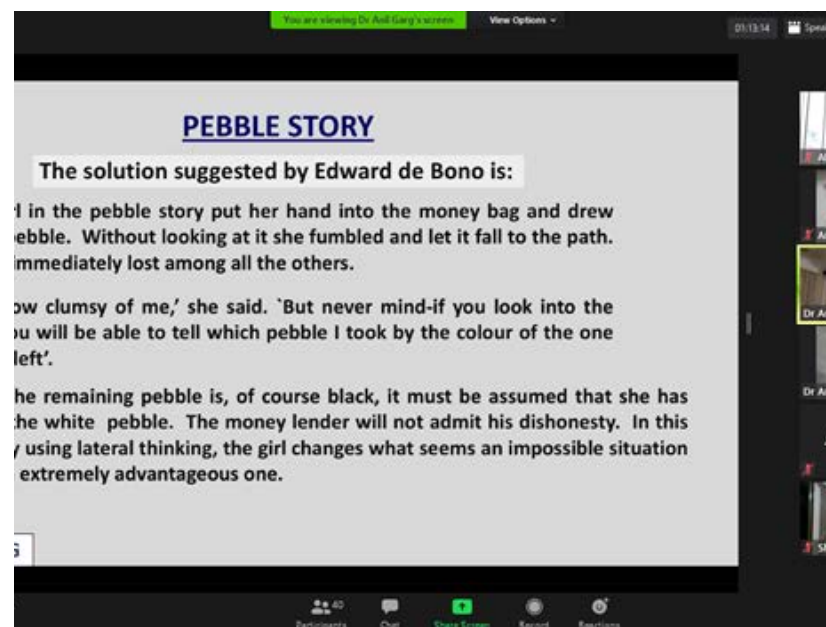 You are viewing Dr Anil Garg's screen
View Options
01:13:14
Spea
PEBBLE STORY
The solution suggested by Edward de Bono is:
rl in the pebble story put her hand into the money bag and drew
ebble. Without looking at it she fumbled and let it fall to the path.
immediately lost among all the others.
ow clumsy of me,' she said. `But never mind-if you look into the
ou will be able to tell which pebble I took by the colour of the one
left'.
he remaining pebble is, of course black, it must be assumed that she has
the white pebble. The money lender will not admit his dishonesty. In this
y using lateral thinking, the girl changes what seems an impossible situation
extremely advantageous one.
G
Dr A
Dr A
40
Participants
Chat
Share Screen
Record
Reactions